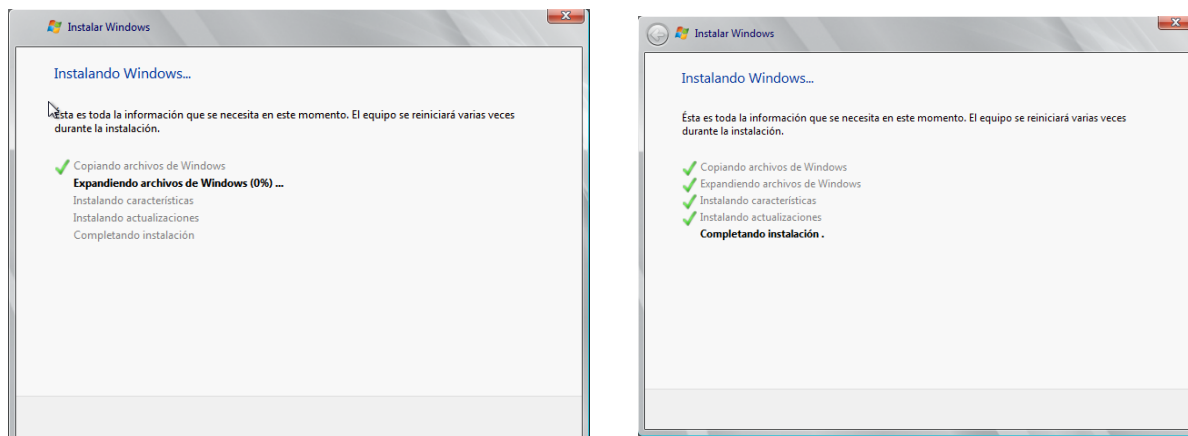 Instalar Windows
Instalando Windows...
Ésta es toda la información que se necesita en este momento. El equipo se reiniciará varias veces
durante la instalación.
Copiando archivos de Windows
Expandiendo archivos de Windows (0%) ...
Instalando características
Instalando actualizaciones
Completando instalación
Instalar Windows
Instalando Windows...
Ésta es toda la información que se necesita en este momento. El equipo se reiniciará varias veces
durante la instalación.
Copiando archivos de Windows
Expandiendo archivos de Windows
Instalando características
Instalando actualizaciones
Completando instalación .